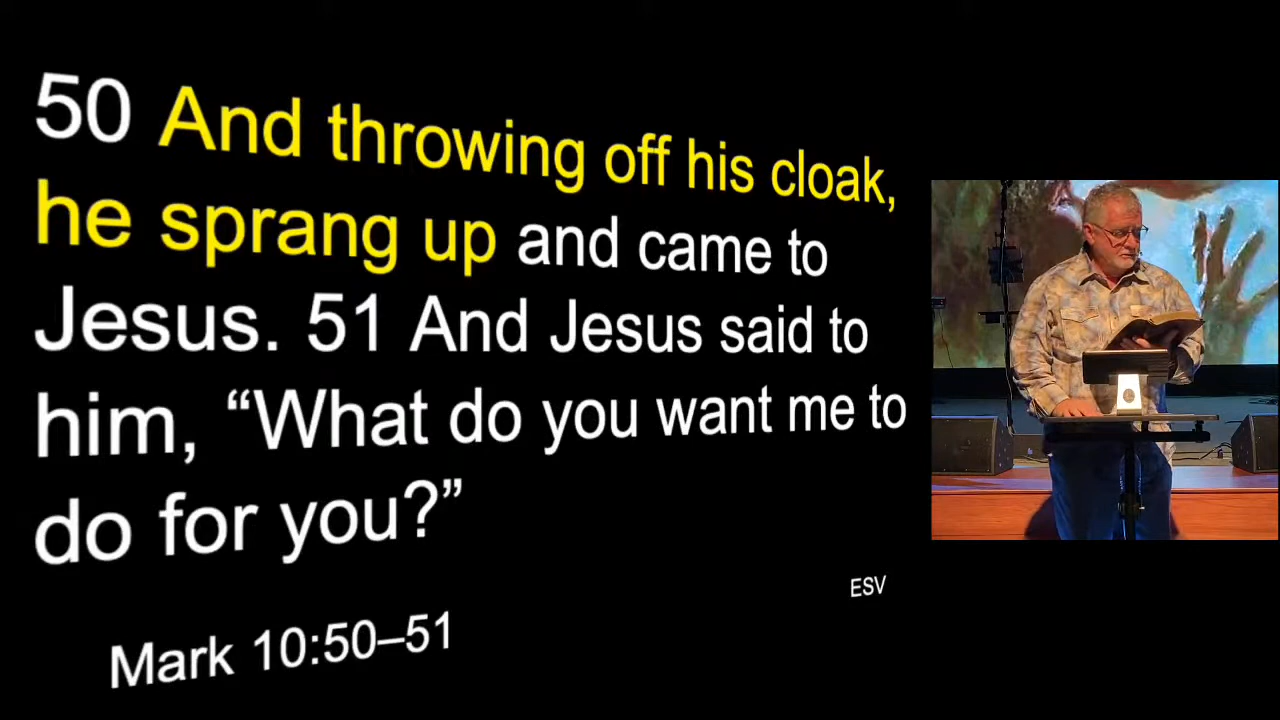 50 And throwing off his cloak,
he sprang up and came to
Jesus. 51 And Jesus said to
him, “What do you want me to
do for you?”
ESV
Mark 10:50–51